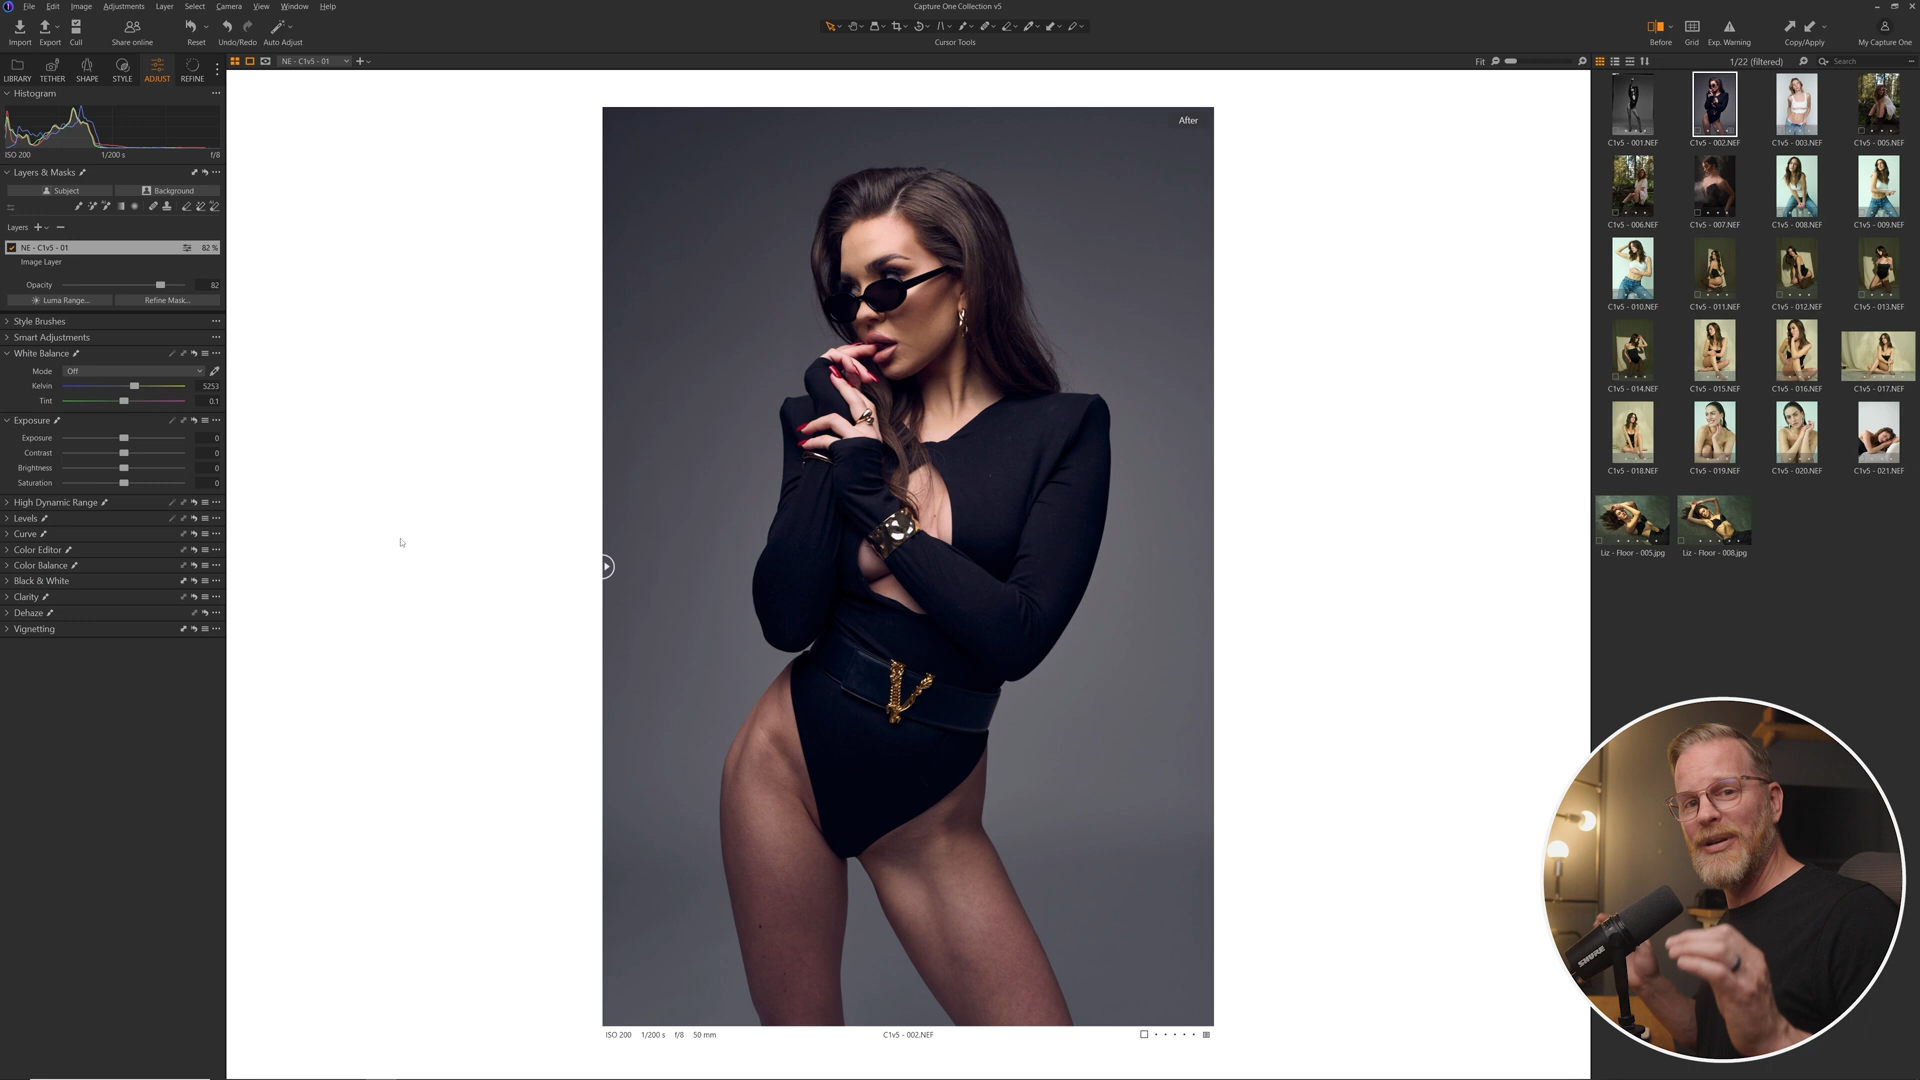 File Edit Image Adjustments Layer Select Camera View Window Help
Capture One Collection v5
Import Export Cull Share online Reset Undo/Redo Auto Adjust
Cursor Tools
Before Grid Exp. Warning Copy/Apply My Capture One
LIBRARY TETHER SHAPE STYLE ADJUST REFINE
NE - C1v5 - 01
Fit
1/22 (filtered)
Search
Histogram
ISO 200 1/200 s f/8
Layers & Masks
Subject Background
Layers
NE - C1v5 - 01 82 %
Image Layer
Opacity 82
Luma Range... Refine Mask...
Style Brushes
Smart Adjustments
White Balance
Mode Off
Kelvin 5253
Tint 0.1
Exposure
Exposure 0
Contrast 0
Brightness 0
Saturation 0
High Dynamic Range
Levels
Curve
Color Editor
Color Balance
Black & White
Clarity
Dehaze
Vignetting
After
ISO 200 1/200 s f/8 50 mm
C1v5 - 002.NEF
C1v5 - 001.NEF C1v5 - 002.NEF C1v5 - 003.NEF C1v5 - 005.NEF
C1v5 - 006.NEF C1v5 - 007.NEF C1v5 - 008.NEF C1v5 - 009.NEF
C1v5 - 010.NEF C1v5 - 011.NEF C1v5 - 012.NEF C1v5 - 013.NEF
C1v5 - 014.NEF C1v5 - 015.NEF C1v5 - 016.NEF C1v5 - 017.NEF
C1v5 - 018.NEF C1v5 - 019.NEF C1v5 - 020.NEF C1v5 - 021.NEF
Liz - Floor - 005.jpg Liz - Floor - 008.jpg
SHURE